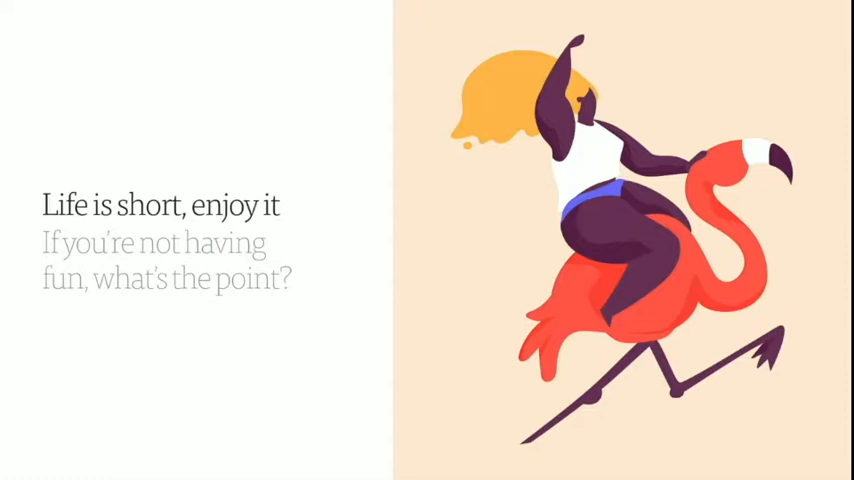 Life is short, enjoy it
If you're not having
fun, what's the point?